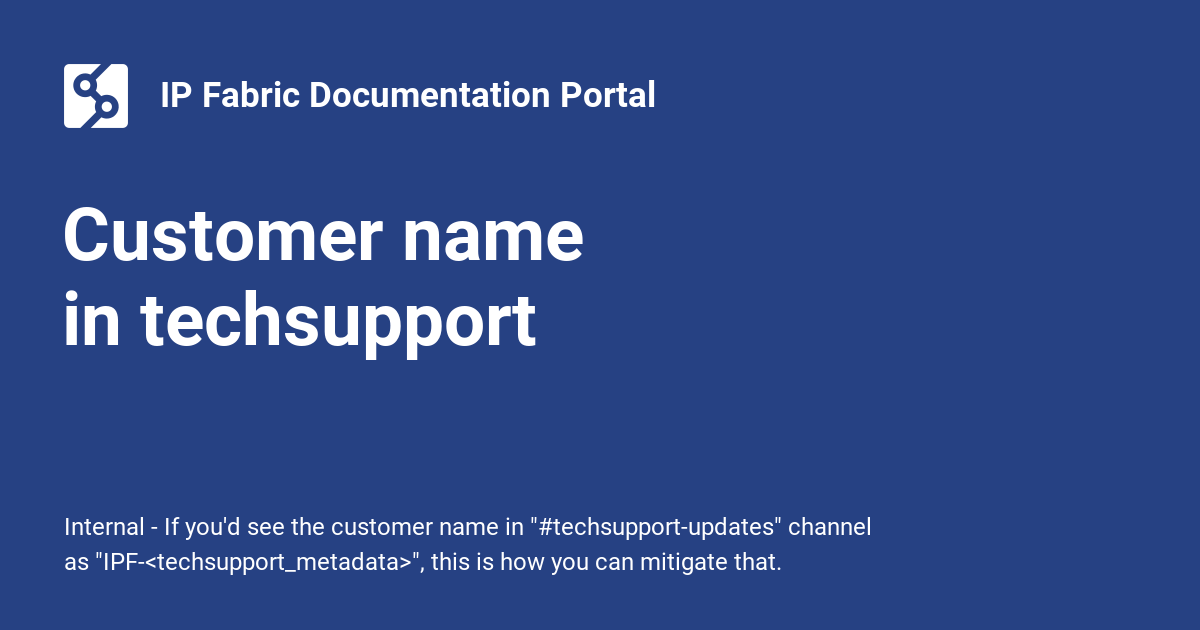 IP Fabric Documentation Portal
Customer name
in techsupport
Internal - If you'd see the customer name in "#techsupport-updates" channel
as "IPF-<techsupport_metadata>", this is how you can mitigate that.